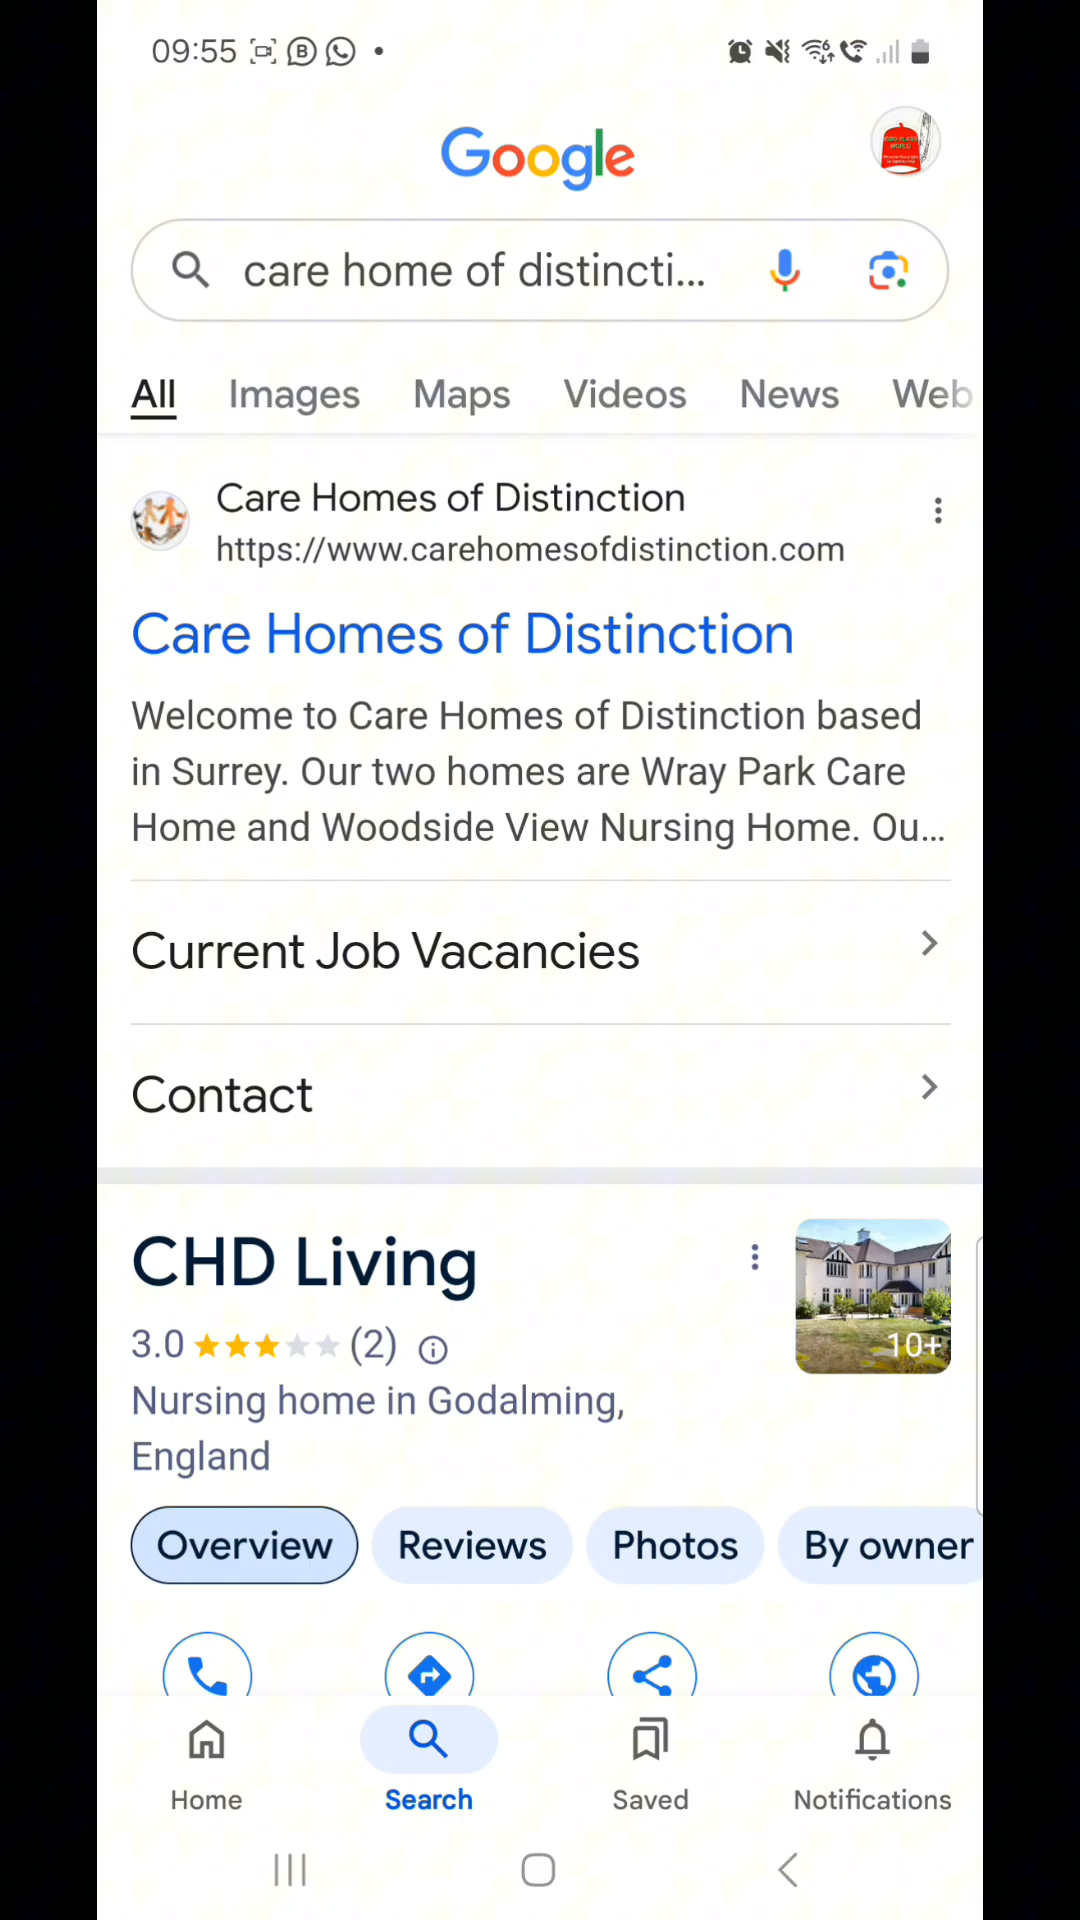 09:55
Google
care home of distincti...
All Images Maps Videos News Web
Care Homes of Distinction
https://www.carehomesofdistinction.com
Care Homes of Distinction
Welcome to Care Homes of Distinction based
in Surrey. Our two homes are Wray Park Care
Home and Woodside View Nursing Home. Ou...
Current Job Vacancies
Contact
CHD Living
3.0 (2)
10+
Nursing home in Godalming,
England
Overview Reviews Photos By owner
Home Search Saved Notifications